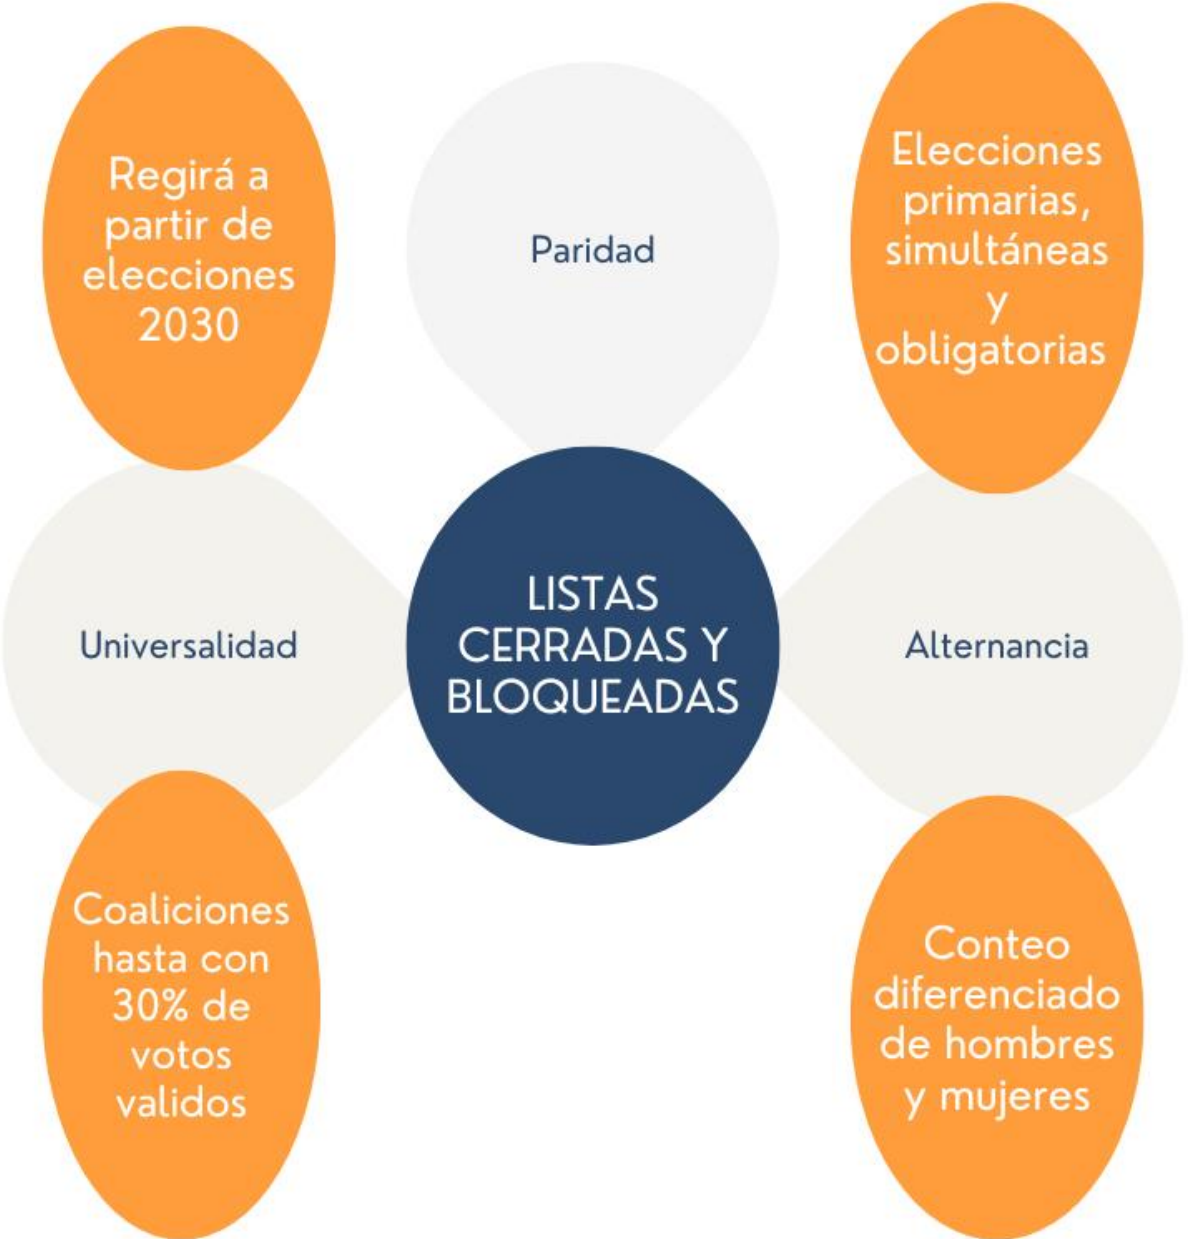 Regirá a
partir de
elecciones
2030
Paridad
Elecciones
primarias,
simultáneas
y
obligatorias
Universalidad
LISTAS
CERRADAS Y
BLOQUEADAS
Alternancia
Coaliciones
hasta con
30% de
votos
validos
Conteo
diferenciado
de hombres
y mujeres